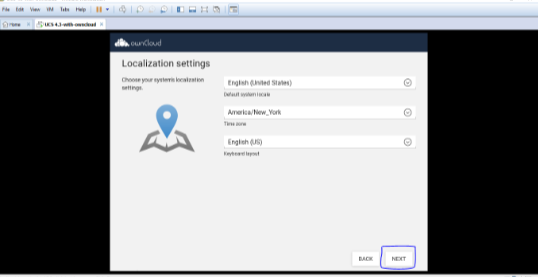 File Edit View VM Tabs Help
Home
UCS 4.3-with-owncloud
ownCloud
Localization settings
Choose your system's localization
settings.
English (United States)
Default system locale
America/New_York
Time zone
English (US)
Keyboard layout
BACK NEXT